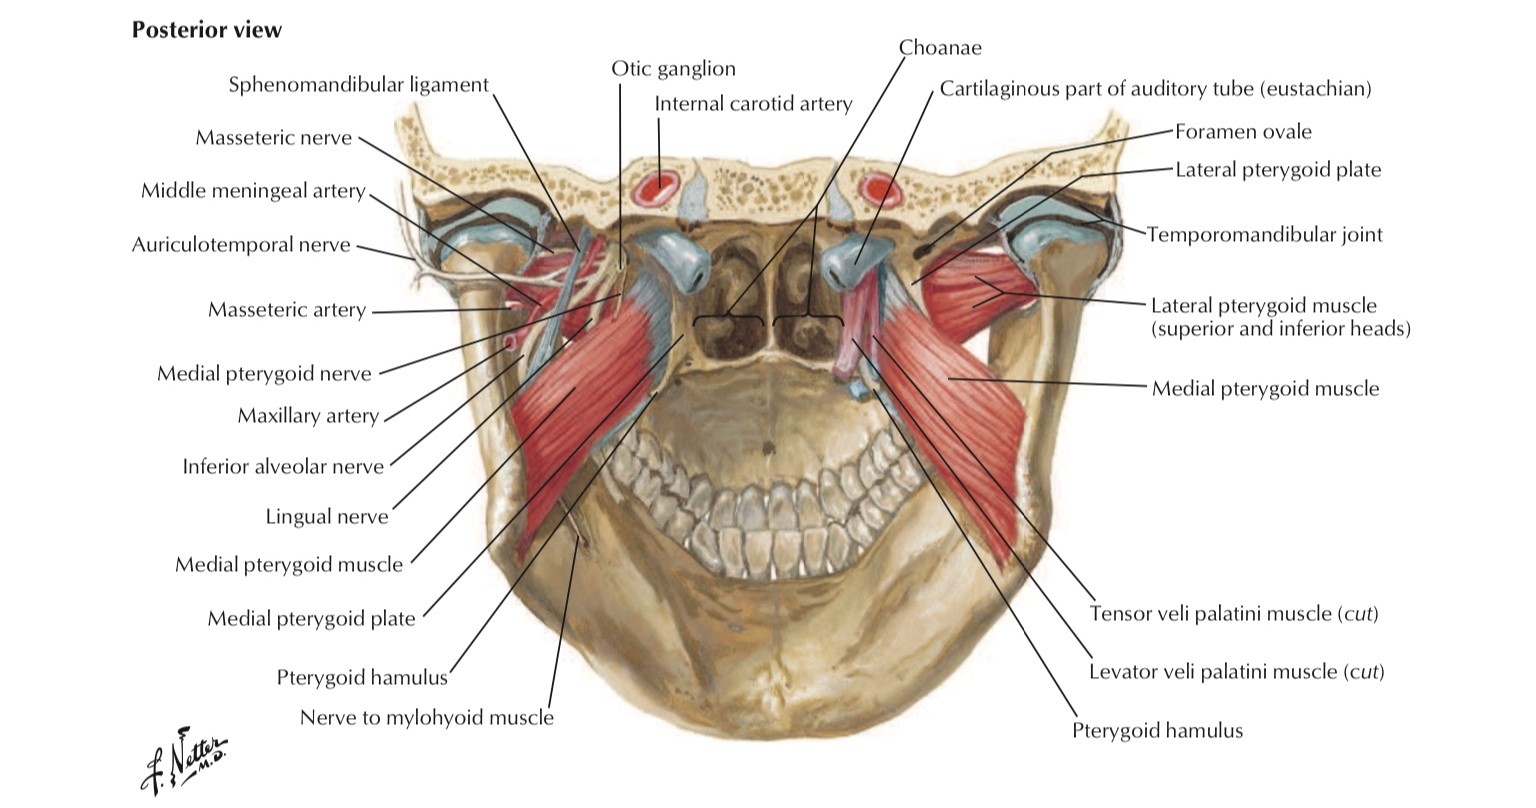 Posterior view
Sphenomandibular ligament
Masseteric nerve
Middle meningeal artery
Auriculotemporal nerve
Masseteric artery
Medial pterygoid nerve
Maxillary artery
Inferior alveolar nerve
Lingual nerve
Medial pterygoid muscle
Medial pterygoid plate
Pterygoid hamulus
Nerve to mylohyoid muscle
Otic ganglion
Internal carotid artery
Choanae
Cartilaginous part of auditory tube (eustachian)
Foramen ovale
Lateral pterygoid plate
Temporomandibular joint
Lateral pterygoid muscle
(superior and inferior heads)
Medial pterygoid muscle
Tensor veli palatini muscle (cut)
Levator veli palatini muscle (cut)
Pterygoid hamulus
F. Netter
M.D.